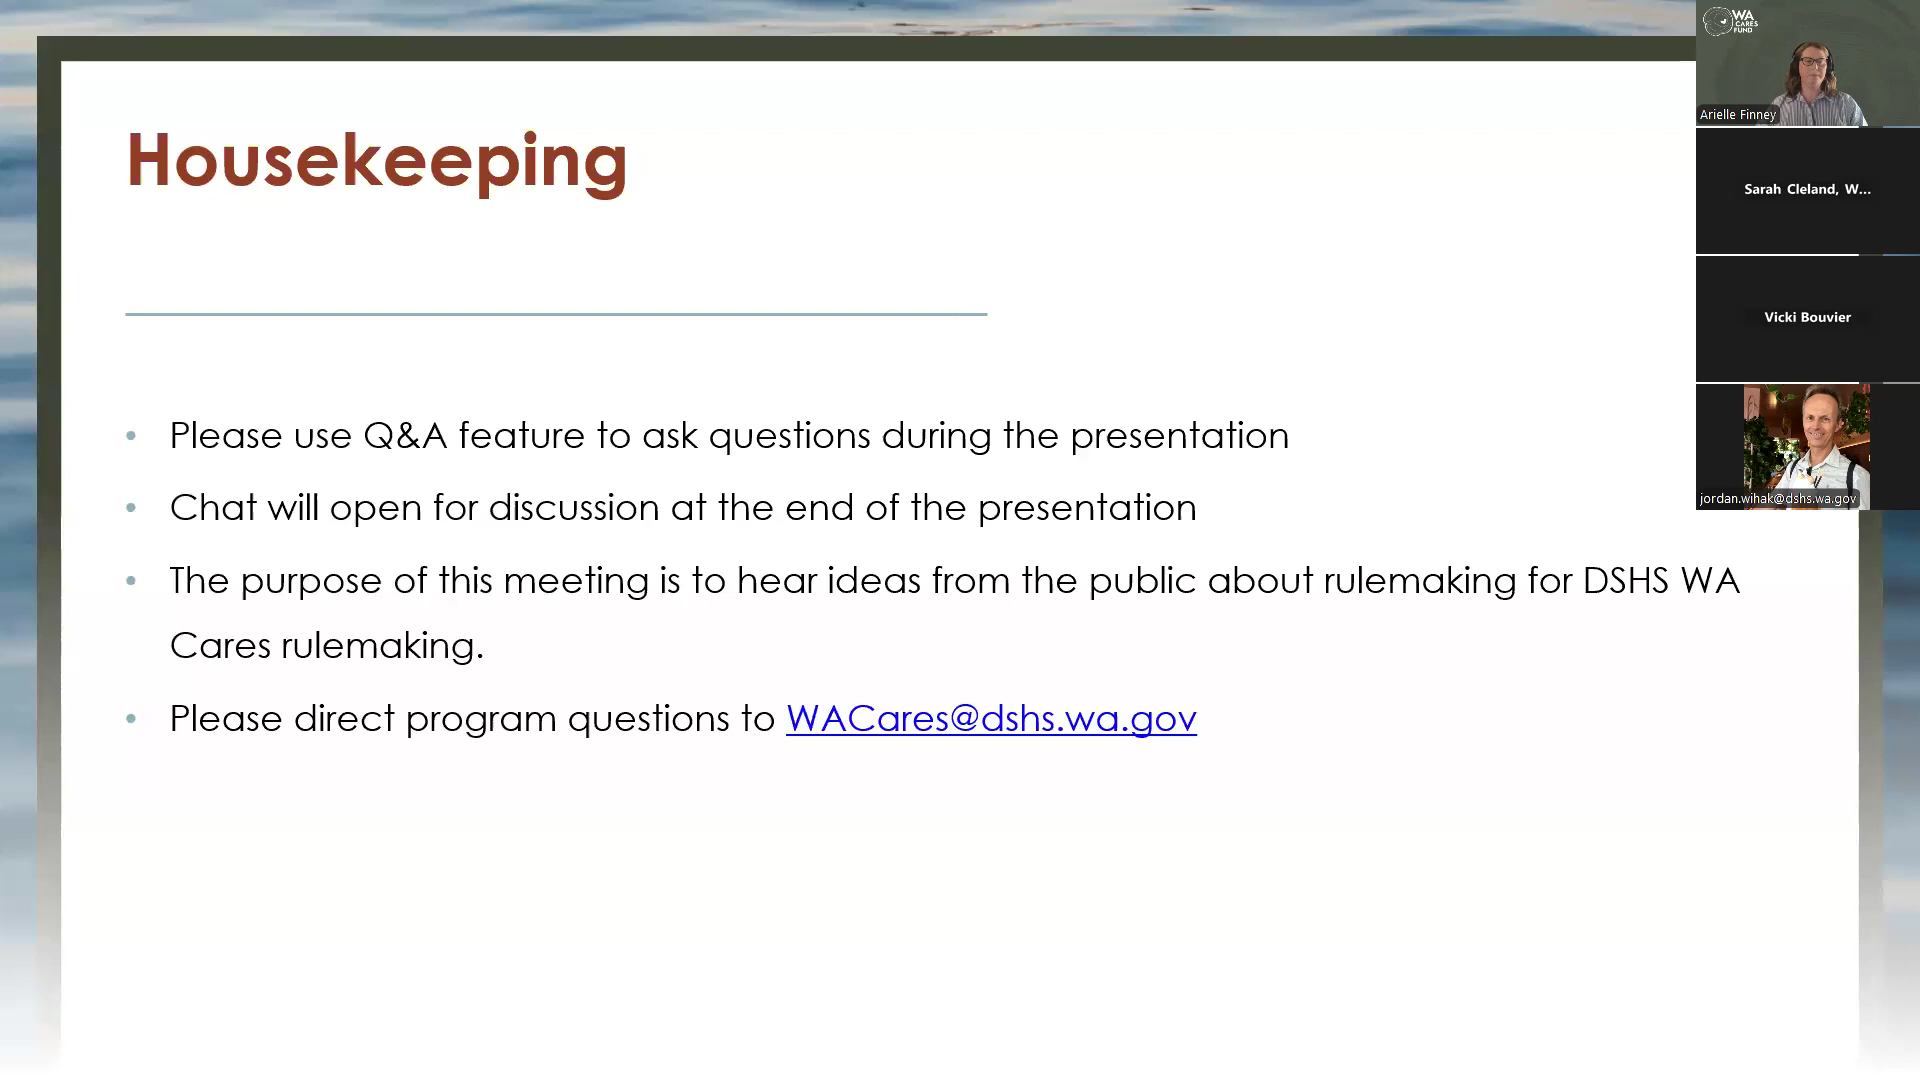 Housekeeping
Please use Q&A feature to ask questions during the presentation
Chat will open for discussion at the end of the presentation
The purpose of this meeting is to hear ideas from the public about rulemaking for DSHS WA
Cares rulemaking.
Please direct program questions to WACares@dshs.wa.gov
WA
CARES
FUND
Arielle Finney
Sarah Cleland, W...
Vicki Bouvier
jordan.wihak@dshs.wa.gov